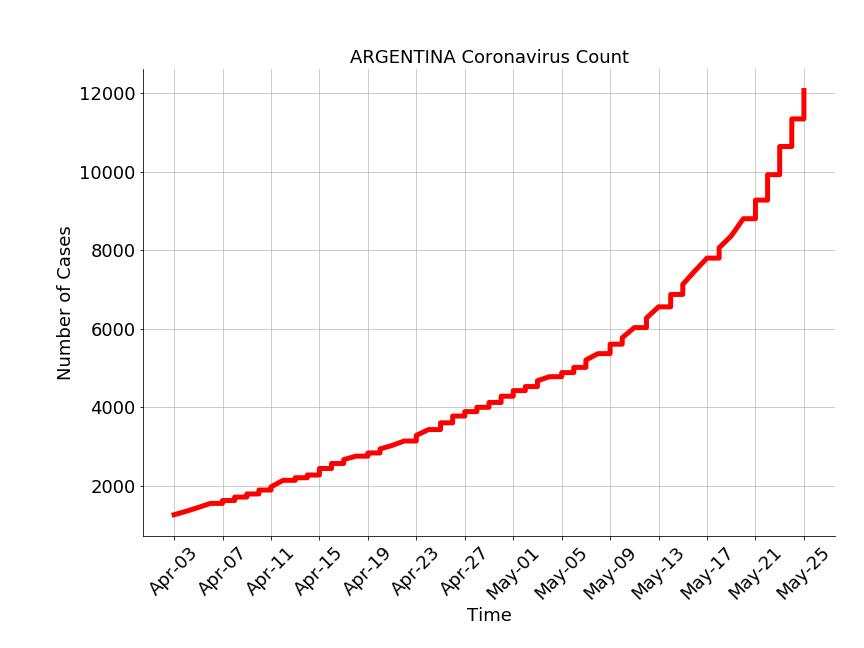 ARGENTINA Coronavirus Count
12000
10000
8000
6000
4000
2000
Number of Cases
Apr-03
Apr-07
Apr-11
Apr-15
Apr-19
Apr-23
Apr-27
May-01
May-05
May-09
May-13
May-17
May-21
May-25
Time